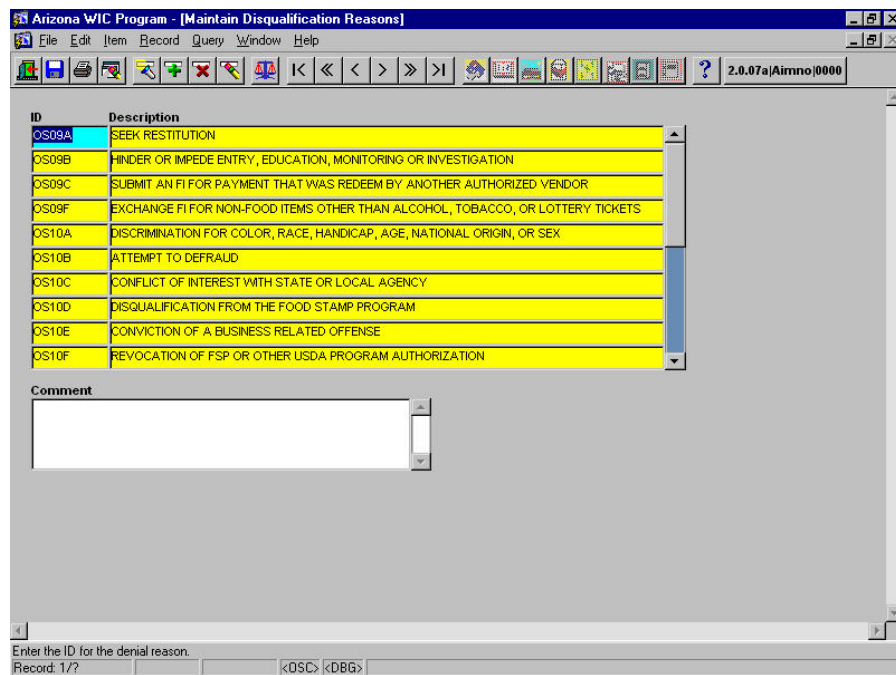 Arizona WIC Program - [Maintain Disqualification Reasons]
File Edit Item Record Query Window Help
2.0.07a|Aimno|0000
ID Description
OS09A SEEK RESTITUTION
OS09B HINDER OR IMPEDE ENTRY, EDUCATION, MONITORING OR INVESTIGATION
OS09C SUBMIT AN FI FOR PAYMENT THAT WAS REDEEM BY ANOTHER AUTHORIZED VENDOR
OS09F EXCHANGE FI FOR NON-FOOD ITEMS OTHER THAN ALCOHOL, TOBACCO, OR LOTTERY TICKETS
OS10A DISCRIMINATION FOR COLOR, RACE, HANDICAP, AGE, NATIONAL ORIGIN, OR SEX
OS10B ATTEMPT TO DEFRAUD
OS10C CONFLICT OF INTEREST WITH STATE OR LOCAL AGENCY
OS10D DISQUALIFICATION FROM THE FOOD STAMP PROGRAM
OS10E CONVICTION OF A BUSINESS RELATED OFFENSE
OS10F REVOCATION OF FSP OR OTHER USDA PROGRAM AUTHORIZATION
Comment
Enter the ID for the denial reason.
Record: 1/? <OSC> <DBG>